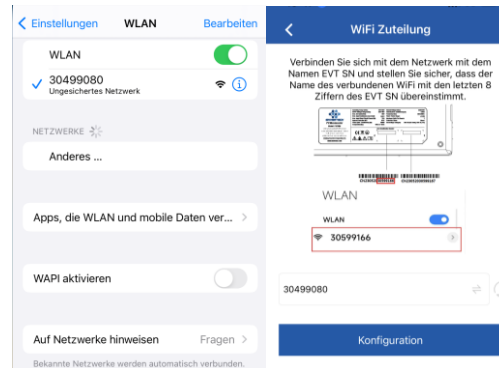 Einstellungen
WLAN
Bearbeiten
WLAN
30499080
Ungesichertes Netzwerk
NETZWERKE
Anderes ...
Apps, die WLAN und mobile Daten ver...
WAPI aktivieren
Auf Netzwerke hinweisen
Fragen
Bekannte Netzwerke werden automatisch verbunden.
WiFi Zuteilung
Verbinden Sie sich mit dem Netzwerk mit dem
Namen EVT SN und stellen Sie sicher, dass der
Name des verbundenen WiFi mit den letzten 8
Ziffern des EVT SN übereinstimmt.
WLAN
WLAN
30599166
30499080
Konfiguration